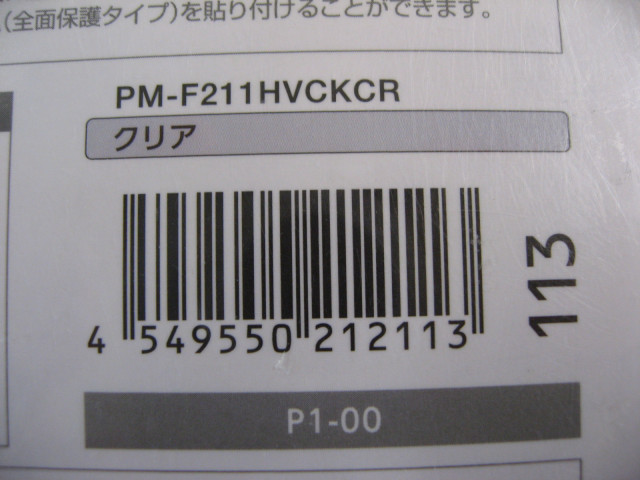 (全面保護タイプ)を貼り付けることができます。
PM-F211HVCKCR
クリア
4 549550 212113
113
P1-00